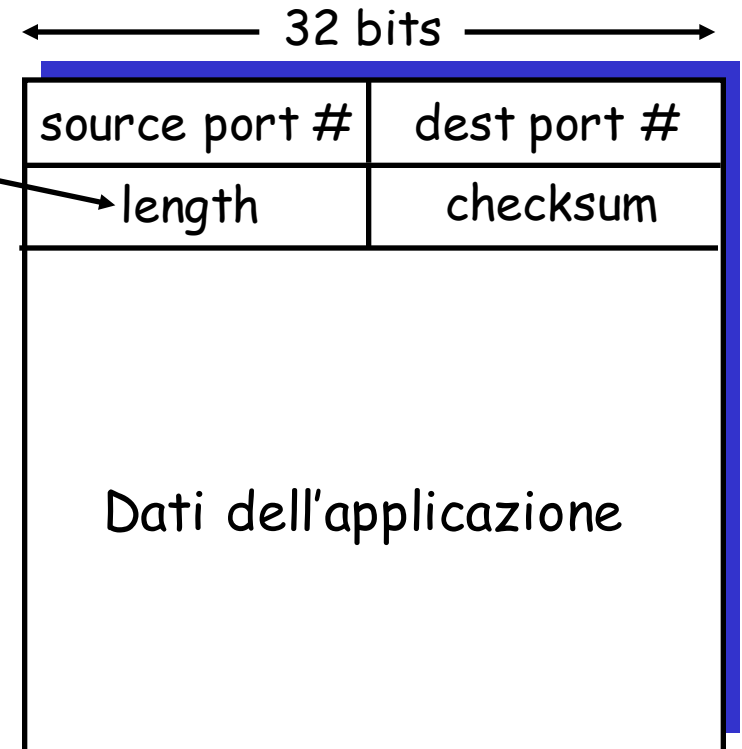 32 bits
source port # dest port #
length checksum
Dati dell'applicazione